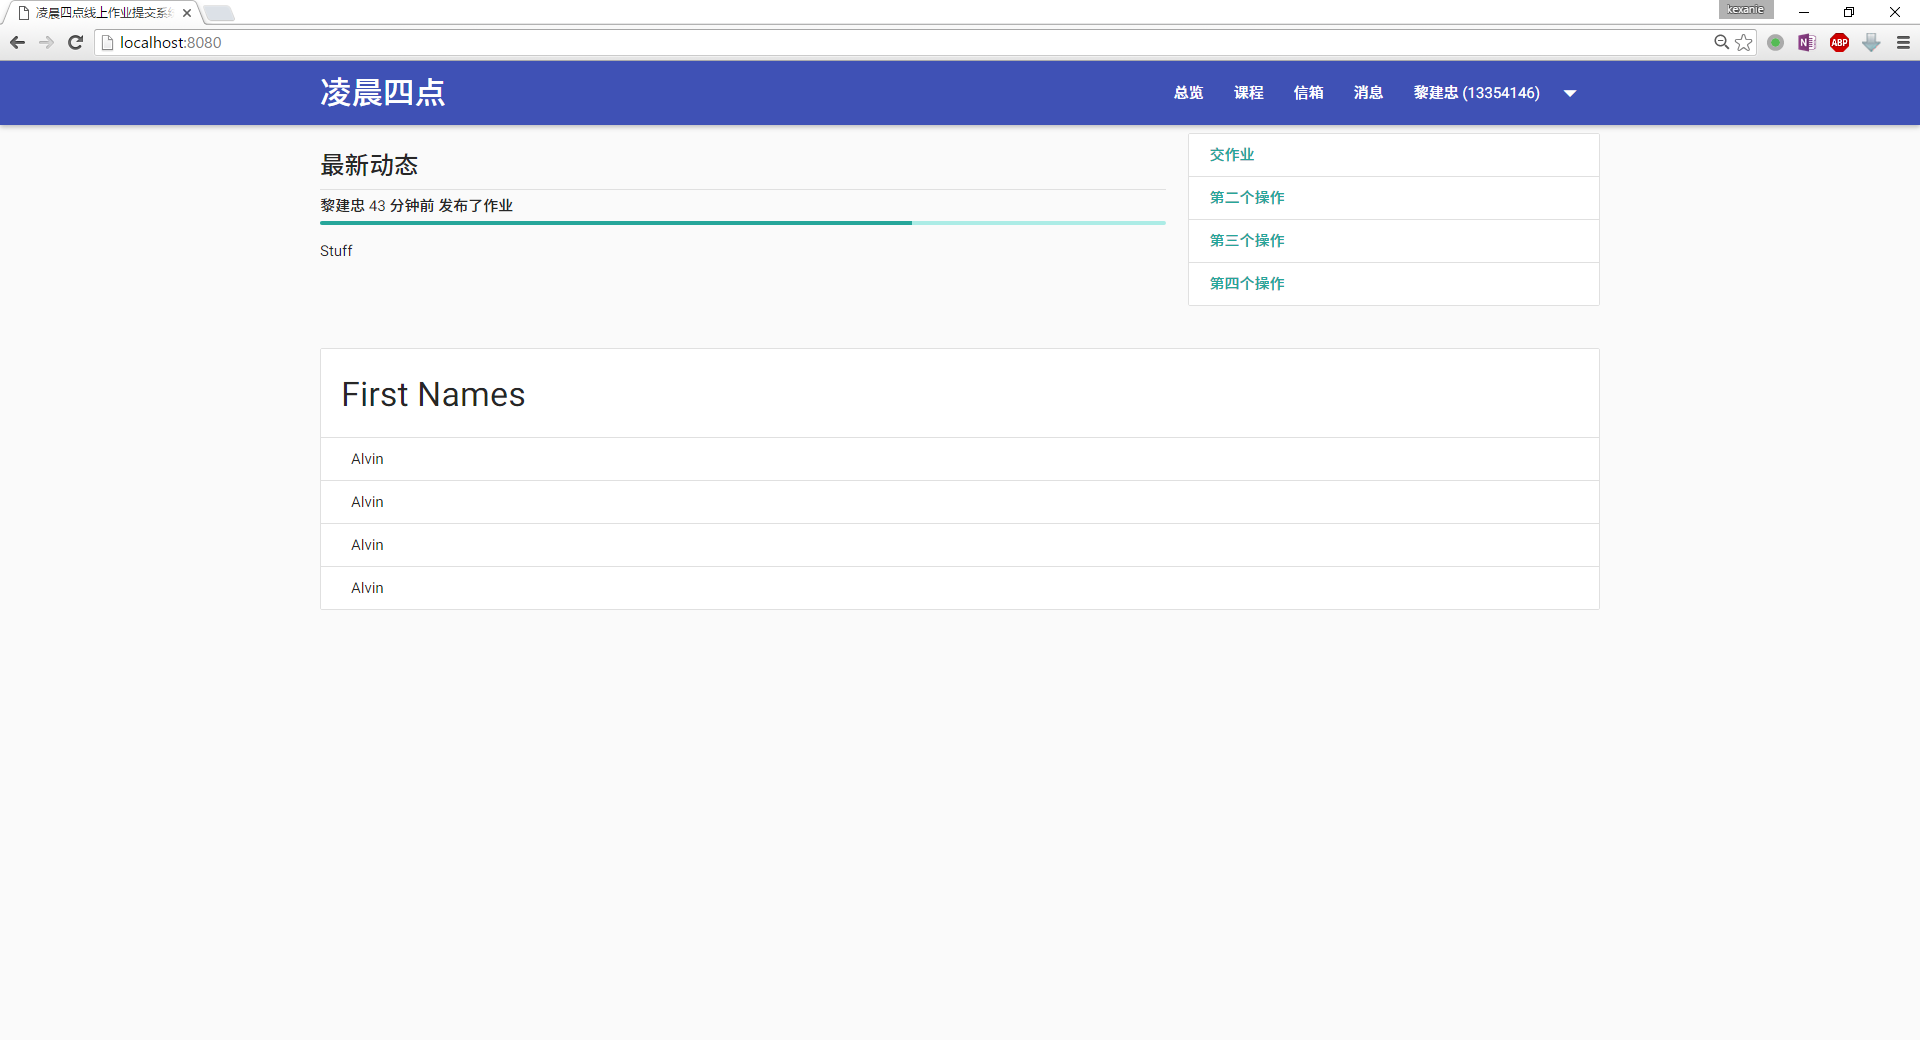 凌晨四点线上作业提交系
kexanie
localhost:8080
ABP
凌晨四点
总览 课程 信箱 消息 黎建忠 (13354146)
最新动态
黎建忠 43 分钟前 发布了作业
Stuff
交作业
第二个操作
第三个操作
第四个操作
First Names
Alvin
Alvin
Alvin
Alvin